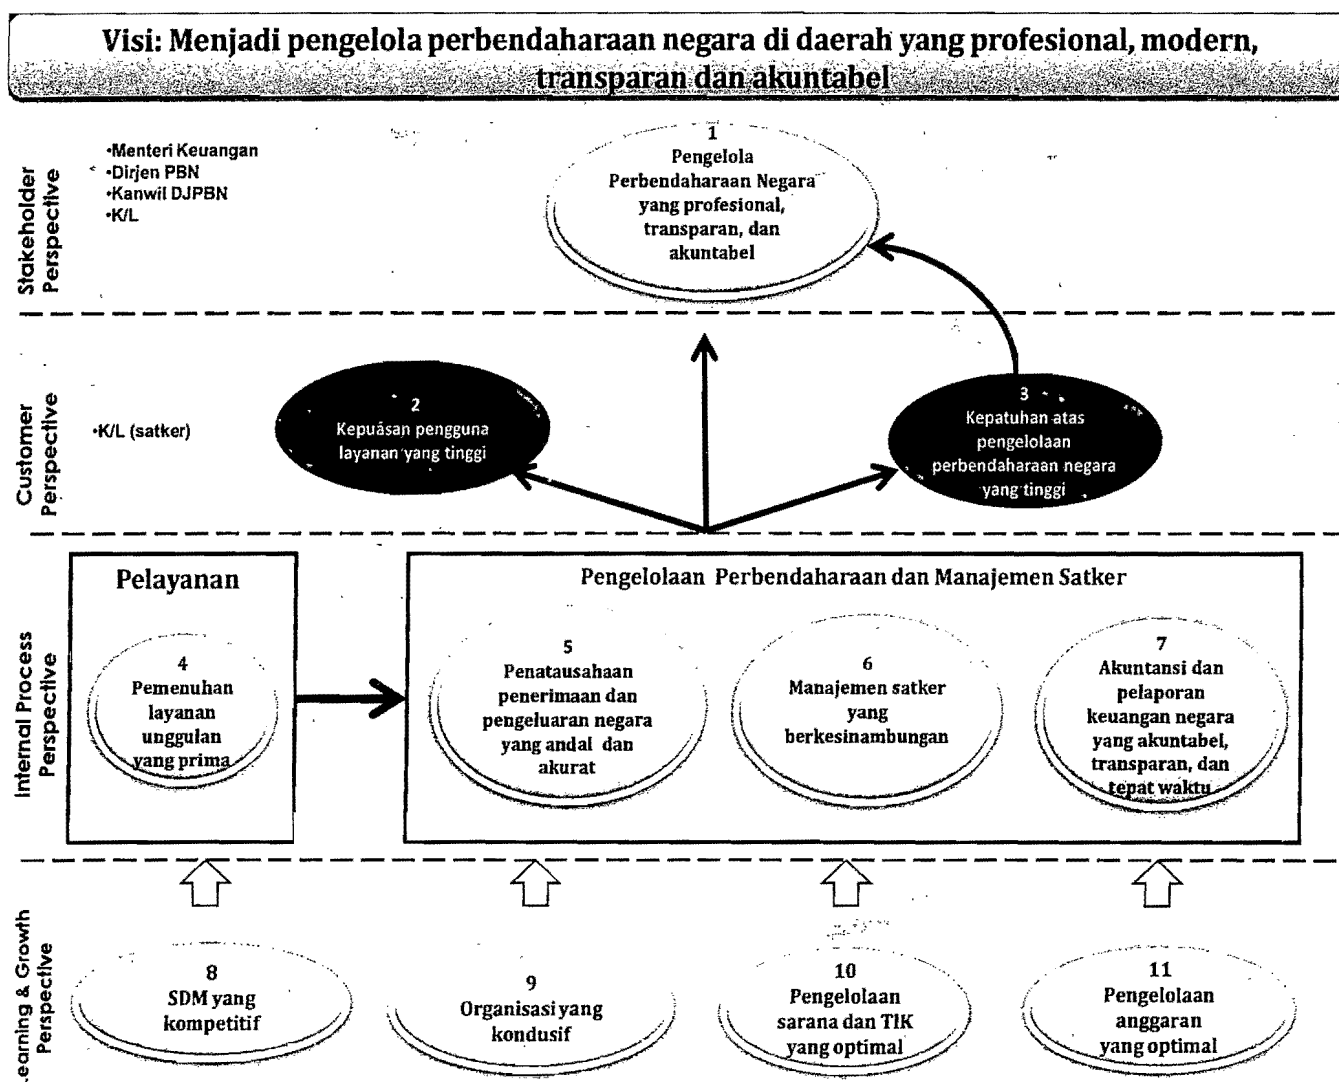 Visi: Menjadi pengelola perbendaharaan negara di daerah yang profesional, modern,
transparan dan akuntabel
Stakeholder
Perspective
•Menteri Keuangan
•Dirjen PBN
•Kanwil DJPBN
•K/L
1
Pengelola
Perbendaharaan Negara
yang profesional,
transparan, dan
akuntabel
Customer
Perspective
•K/L (satker)
2
Kepuasan pengguna
layanan yang tinggi
3
Kepatuhan atas
pengelolaan
perbendaharaan negara
yang tinggi
Internal Process
Perspective
Pelayanan
4
Pemenuhan
layanan
unggulan
yang prima
Pengelolaan Perbendaharaan dan Manajemen Satker
5
Penatausahaan
penerimaan dan
pengeluaran negara
yang andal dan
akurat
6
Manajemen satker
yang
berkesinambungan
7
Akuntansi dan
pelaporan
keuangan negara
yang akuntabel,
transparan, dan
tepat waktu
Learning & Growth
Perspective
8
SDM yang
kompetitif
9
Organisasi yang
kondusif
10
Pengelolaan
sarana dan TIK
yang optimal
11
Pengelolaan
anggaran
yang optimal